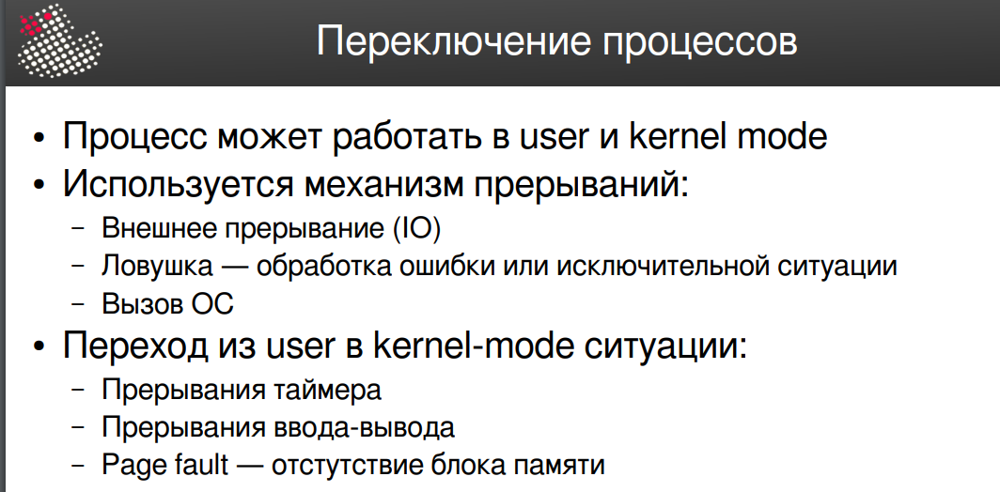 Переключение процессов
• Процесс может работать в user и kernel mode
• Используется механизм прерываний:
– Внешнее прерывание (IO)
– Ловушка — обработка ошибки или исключительной ситуации
– Вызов ОС
• Переход из user в kernel-mode ситуации:
– Прерывания таймера
– Прерывания ввода-вывода
– Page fault — отстутствие блока памяти